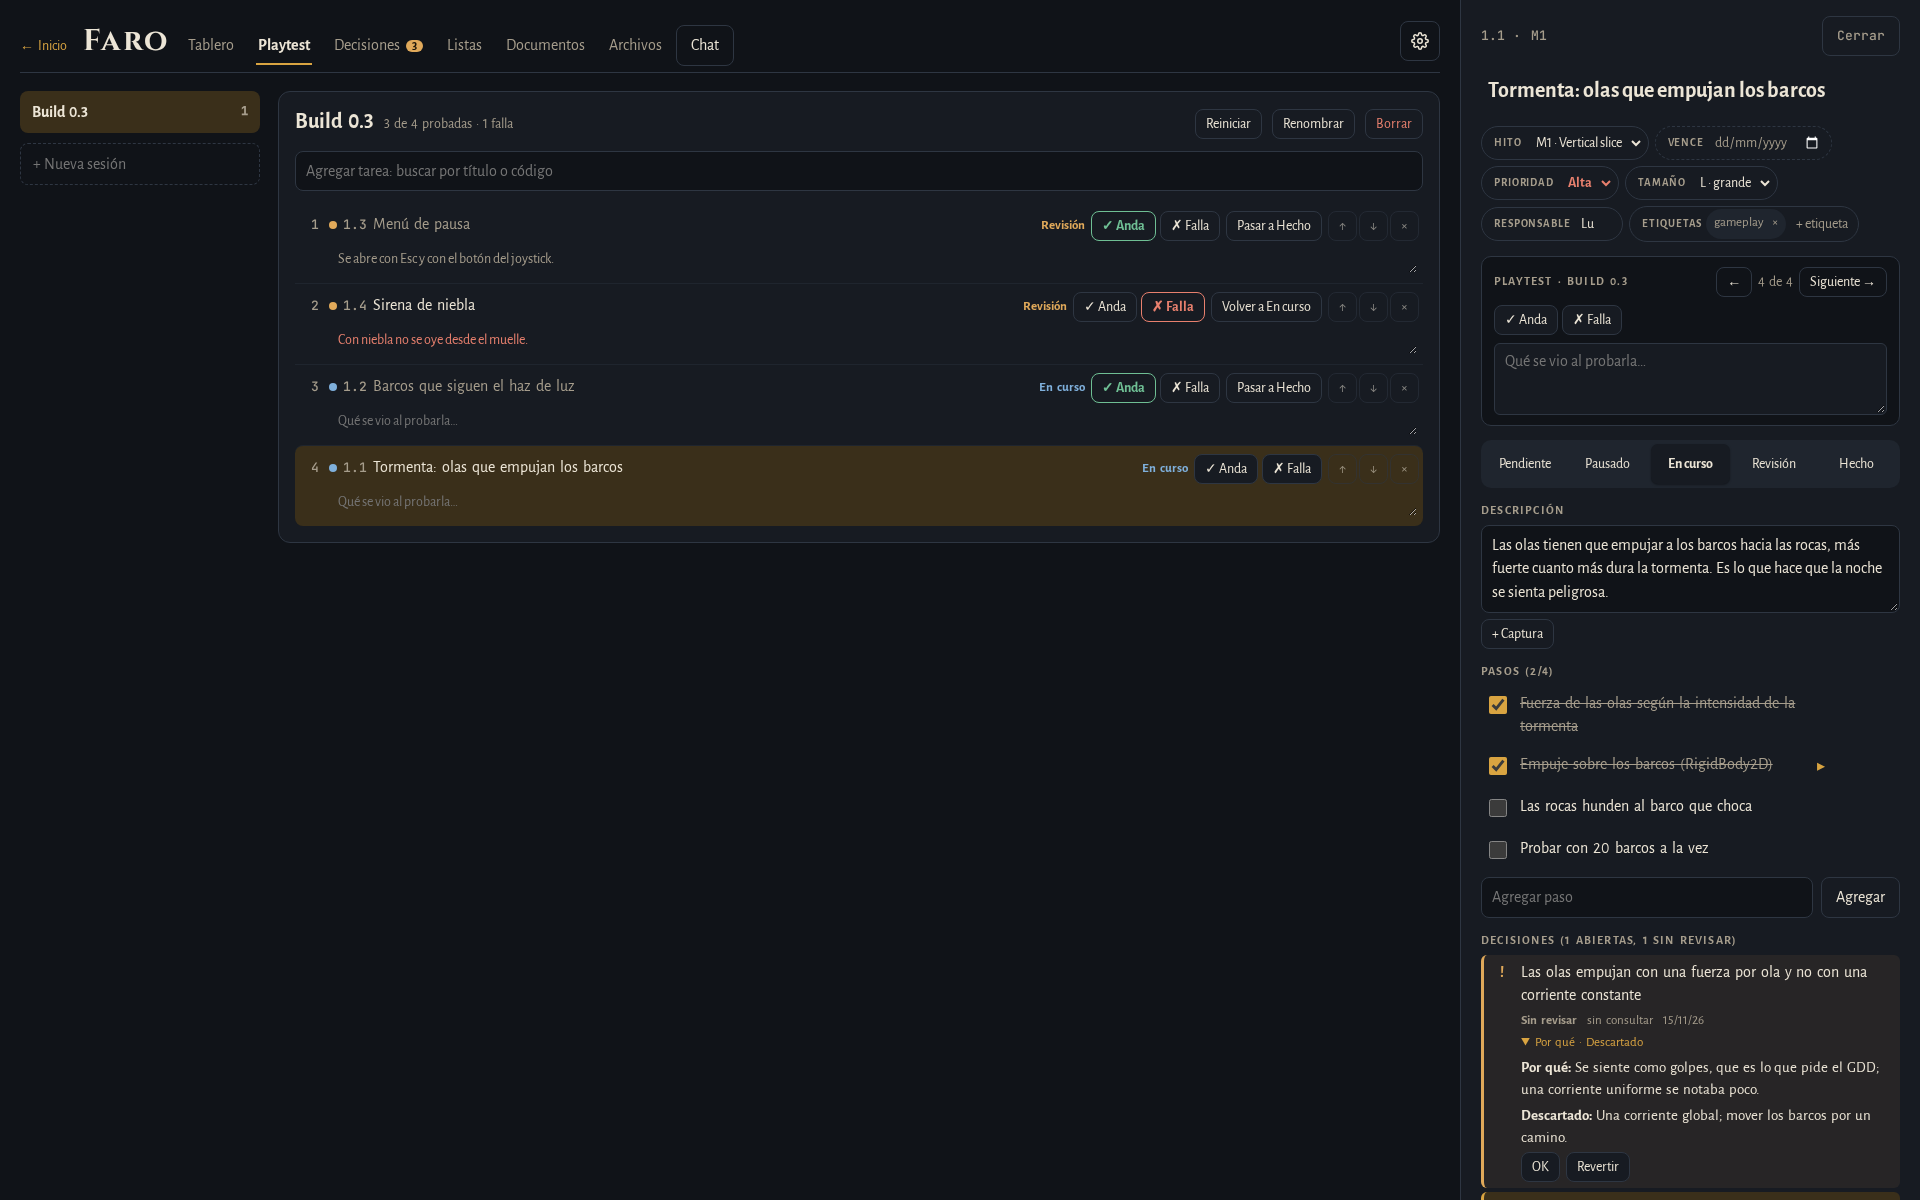 ← Inicio FARO Tablero Playtest Decisiones 3 Listas Documentos Archivos Chat
Build 0.3 1
+ Nueva sesión
Build 0.3 3 de 4 probadas · 1 falla Reiniciar Renombrar Borrar
Agregar tarea: buscar por título o código
1 1.3 Menú de pausa Revisión ✓ Anda ✗ Falla Pasar a Hecho ↑ ↓ ×
Se abre con Esc y con el botón del joystick.
2 1.4 Sirena de niebla Revisión ✓ Anda ✗ Falla Volver a En curso ↑ ↓ ×
Con niebla no se oye desde el muelle.
3 1.2 Barcos que siguen el haz de luz En curso ✓ Anda ✗ Falla Pasar a Hecho ↑ ↓ ×
Qué se vio al probarla...
4 1.1 Tormenta: olas que empujan los barcos En curso ✓ Anda ✗ Falla ↑ ↓ ×
Qué se vio al probarla...
1.1 · M1 Cerrar
Tormenta: olas que empujan los barcos
HITO M1 · Vertical slice VENCE dd/mm/yyyy
PRIORIDAD Alta TAMAÑO L · grande
RESPONSABLE Lu ETIQUETAS gameplay × + etiqueta
PLAYTEST · BUILD 0.3 ← 4 de 4 Siguiente →
✓ Anda ✗ Falla
Qué se vio al probarla...
Pendiente Pausado En curso Revisión Hecho
DESCRIPCIÓN
Las olas tienen que empujar a los barcos hacia las rocas, más
fuerte cuanto más dura la tormenta. Es lo que hace que la noche
se sienta peligrosa.
+ Captura
PASOS (2/4)
Fuerza de las olas según la intensidad de la
tormenta
Empuje sobre los barcos (RigidBody2D) ▶
Las rocas hunden al barco que choca
Probar con 20 barcos a la vez
Agregar paso Agregar
DECISIONES (1 ABIERTAS, 1 SIN REVISAR)
! Las olas empujan con una fuerza por ola y no con una
corriente constante
Sin revisar sin consultar 15/11/26
▼ Por qué · Descartado
Por qué: Se siente como golpes, que es lo que pide el GDD;
una corriente uniforme se notaba poco.
Descartado: Una corriente global; mover los barcos por un
camino.
OK Revertir